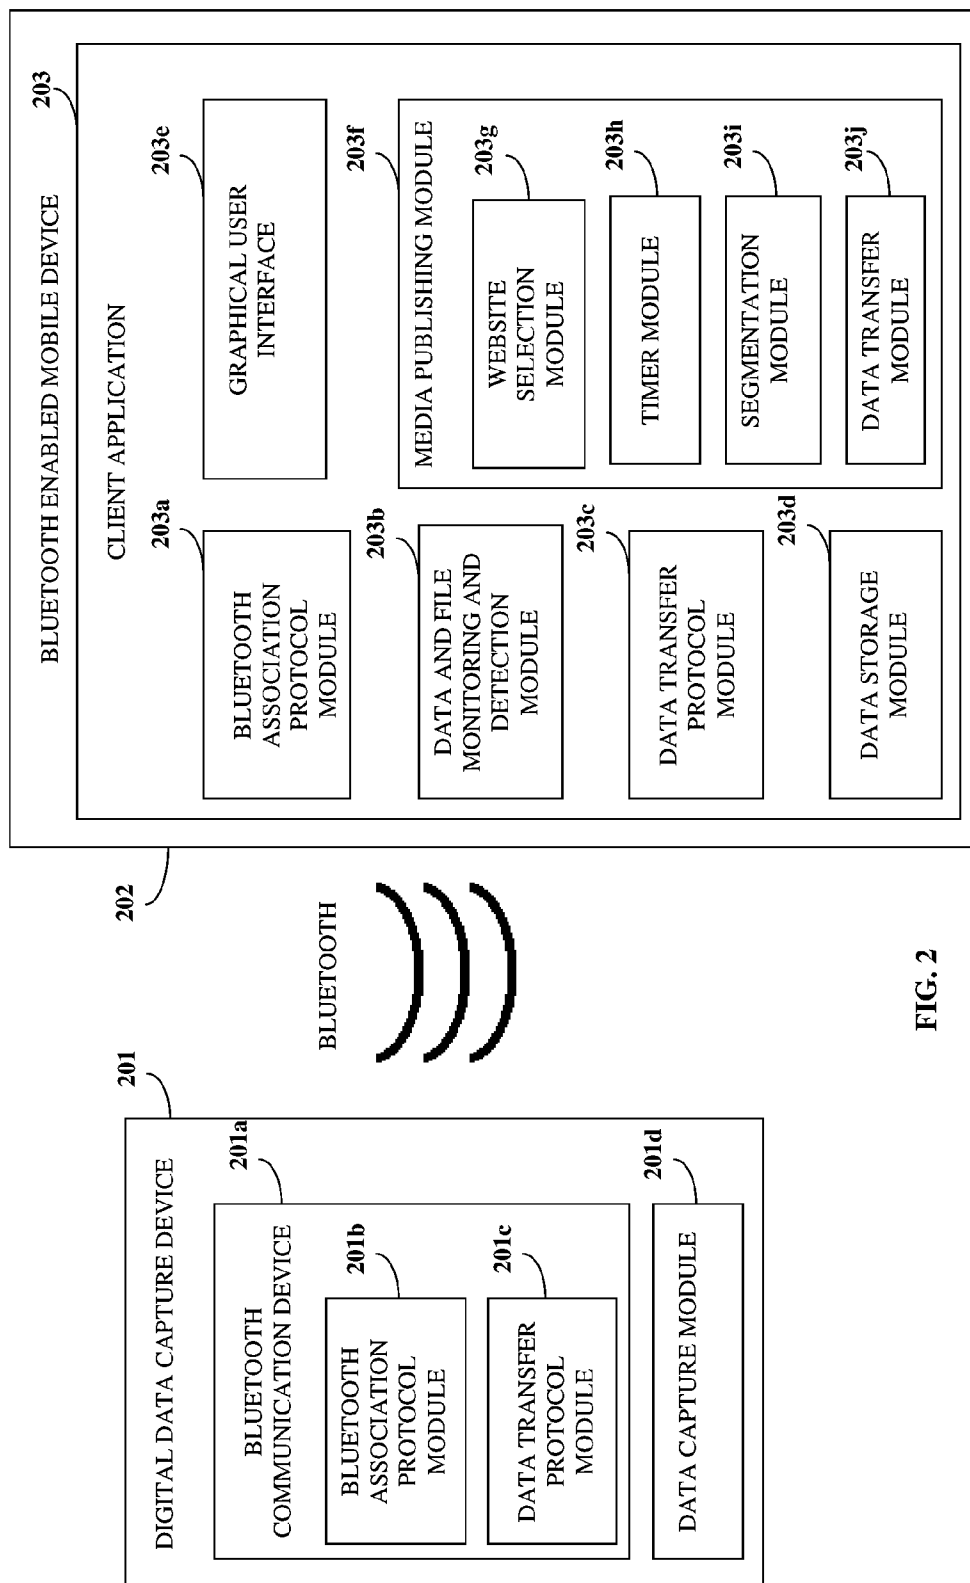 DIGITAL DATA CAPTURE DEVICE
201
BLUETOOTH
COMMUNICATION DEVICE
201a
BLUETOOTH
ASSOCIATION
PROTOCOL
MODULE
201b
DATA TRANSFER
PROTOCOL
MODULE
201c
DATA CAPTURE MODULE
201d
BLUETOOTH
202
BLUETOOTH ENABLED MOBILE DEVICE
203
CLIENT APPLICATION
203a
BLUETOOTH
ASSOCIATION
PROTOCOL
MODULE
203b
DATA AND FILE
MONITORING AND
DETECTION
MODULE
203c
DATA TRANSFER
PROTOCOL
MODULE
203d
DATA STORAGE
MODULE
203e
GRAPHICAL USER
INTERFACE
203f
MEDIA PUBLISHING MODULE
203g
WEBSITE
SELECTION
MODULE
203h
TIMER MODULE
203i
SEGMENTATION
MODULE
203j
DATA TRANSFER
MODULE
FIG. 2